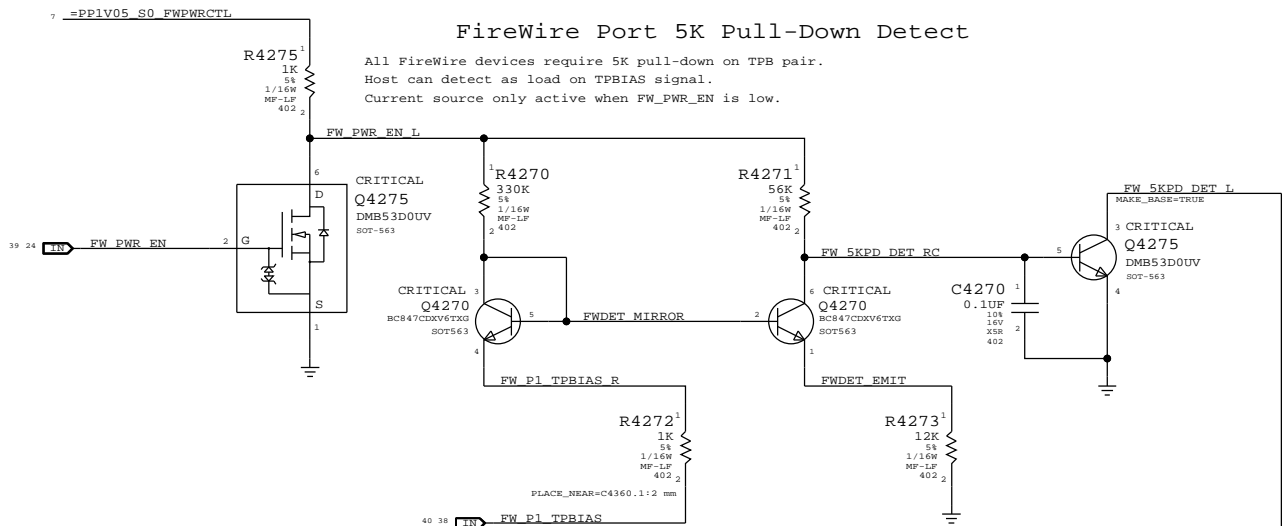 7 =PP1V05_S0_FWPWRCTL
FireWire Port 5K Pull-Down Detect
All FireWire devices require 5K pull-down on TPB pair.
Host can detect as load on TPBIAS signal.
Current source only active when FW_PWR_EN is low.
R4275 1
1K
5%
1/16W
MF-LF
402 2
FW_PWR_EN_L
6
D
CRITICAL
Q4275
DMB53D0UV
SOT-563
39 24 IN FW_PWR_EN 2 G
S
1
1 R4270
330K
5%
1/16W
MF-LF
2 402
R4271 1
56K
5%
1/16W
MF-LF
402 2
FW_5KPD_DET_L
MAKE_BASE=TRUE
3 CRITICAL
Q4275
DMB53D0UV
SOT-563
5
4
FW_5KPD_DET_RC
C4270 1
0.1UF
10%
16V
X5R
402
2
CRITICAL 3
Q4270
BC847CDXV6TXG
SOT563
5
4
FWDET_MIRROR
6 CRITICAL
Q4270
BC847CDXV6TXG
SOT563
2
1
FW_P1_TPBIAS_R
FWDET_EMIT
R4272 1
1K
5%
1/16W
MF-LF
402 2
R4273 1
12K
5%
1/16W
MF-LF
402 2
PLACE_NEAR=C4360.1:2 mm
40 38 IN FW_P1_TPBIAS